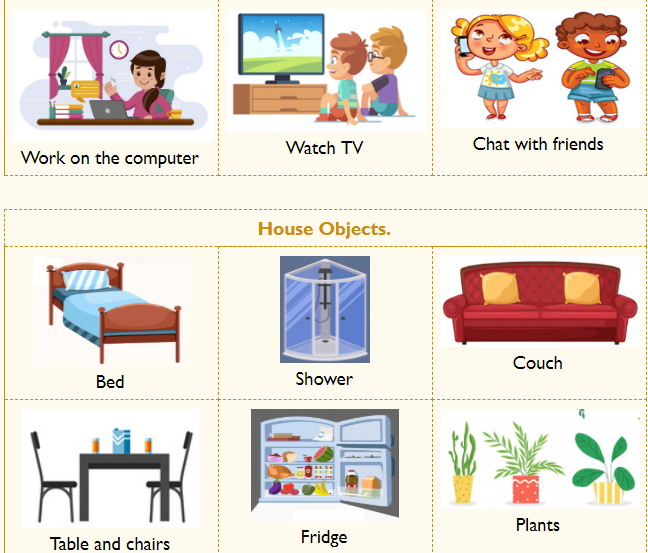 Work on the computer
Watch TV
Chat with friends
House Objects.
Bed
Shower
Couch
Table and chairs
Fridge
Plants